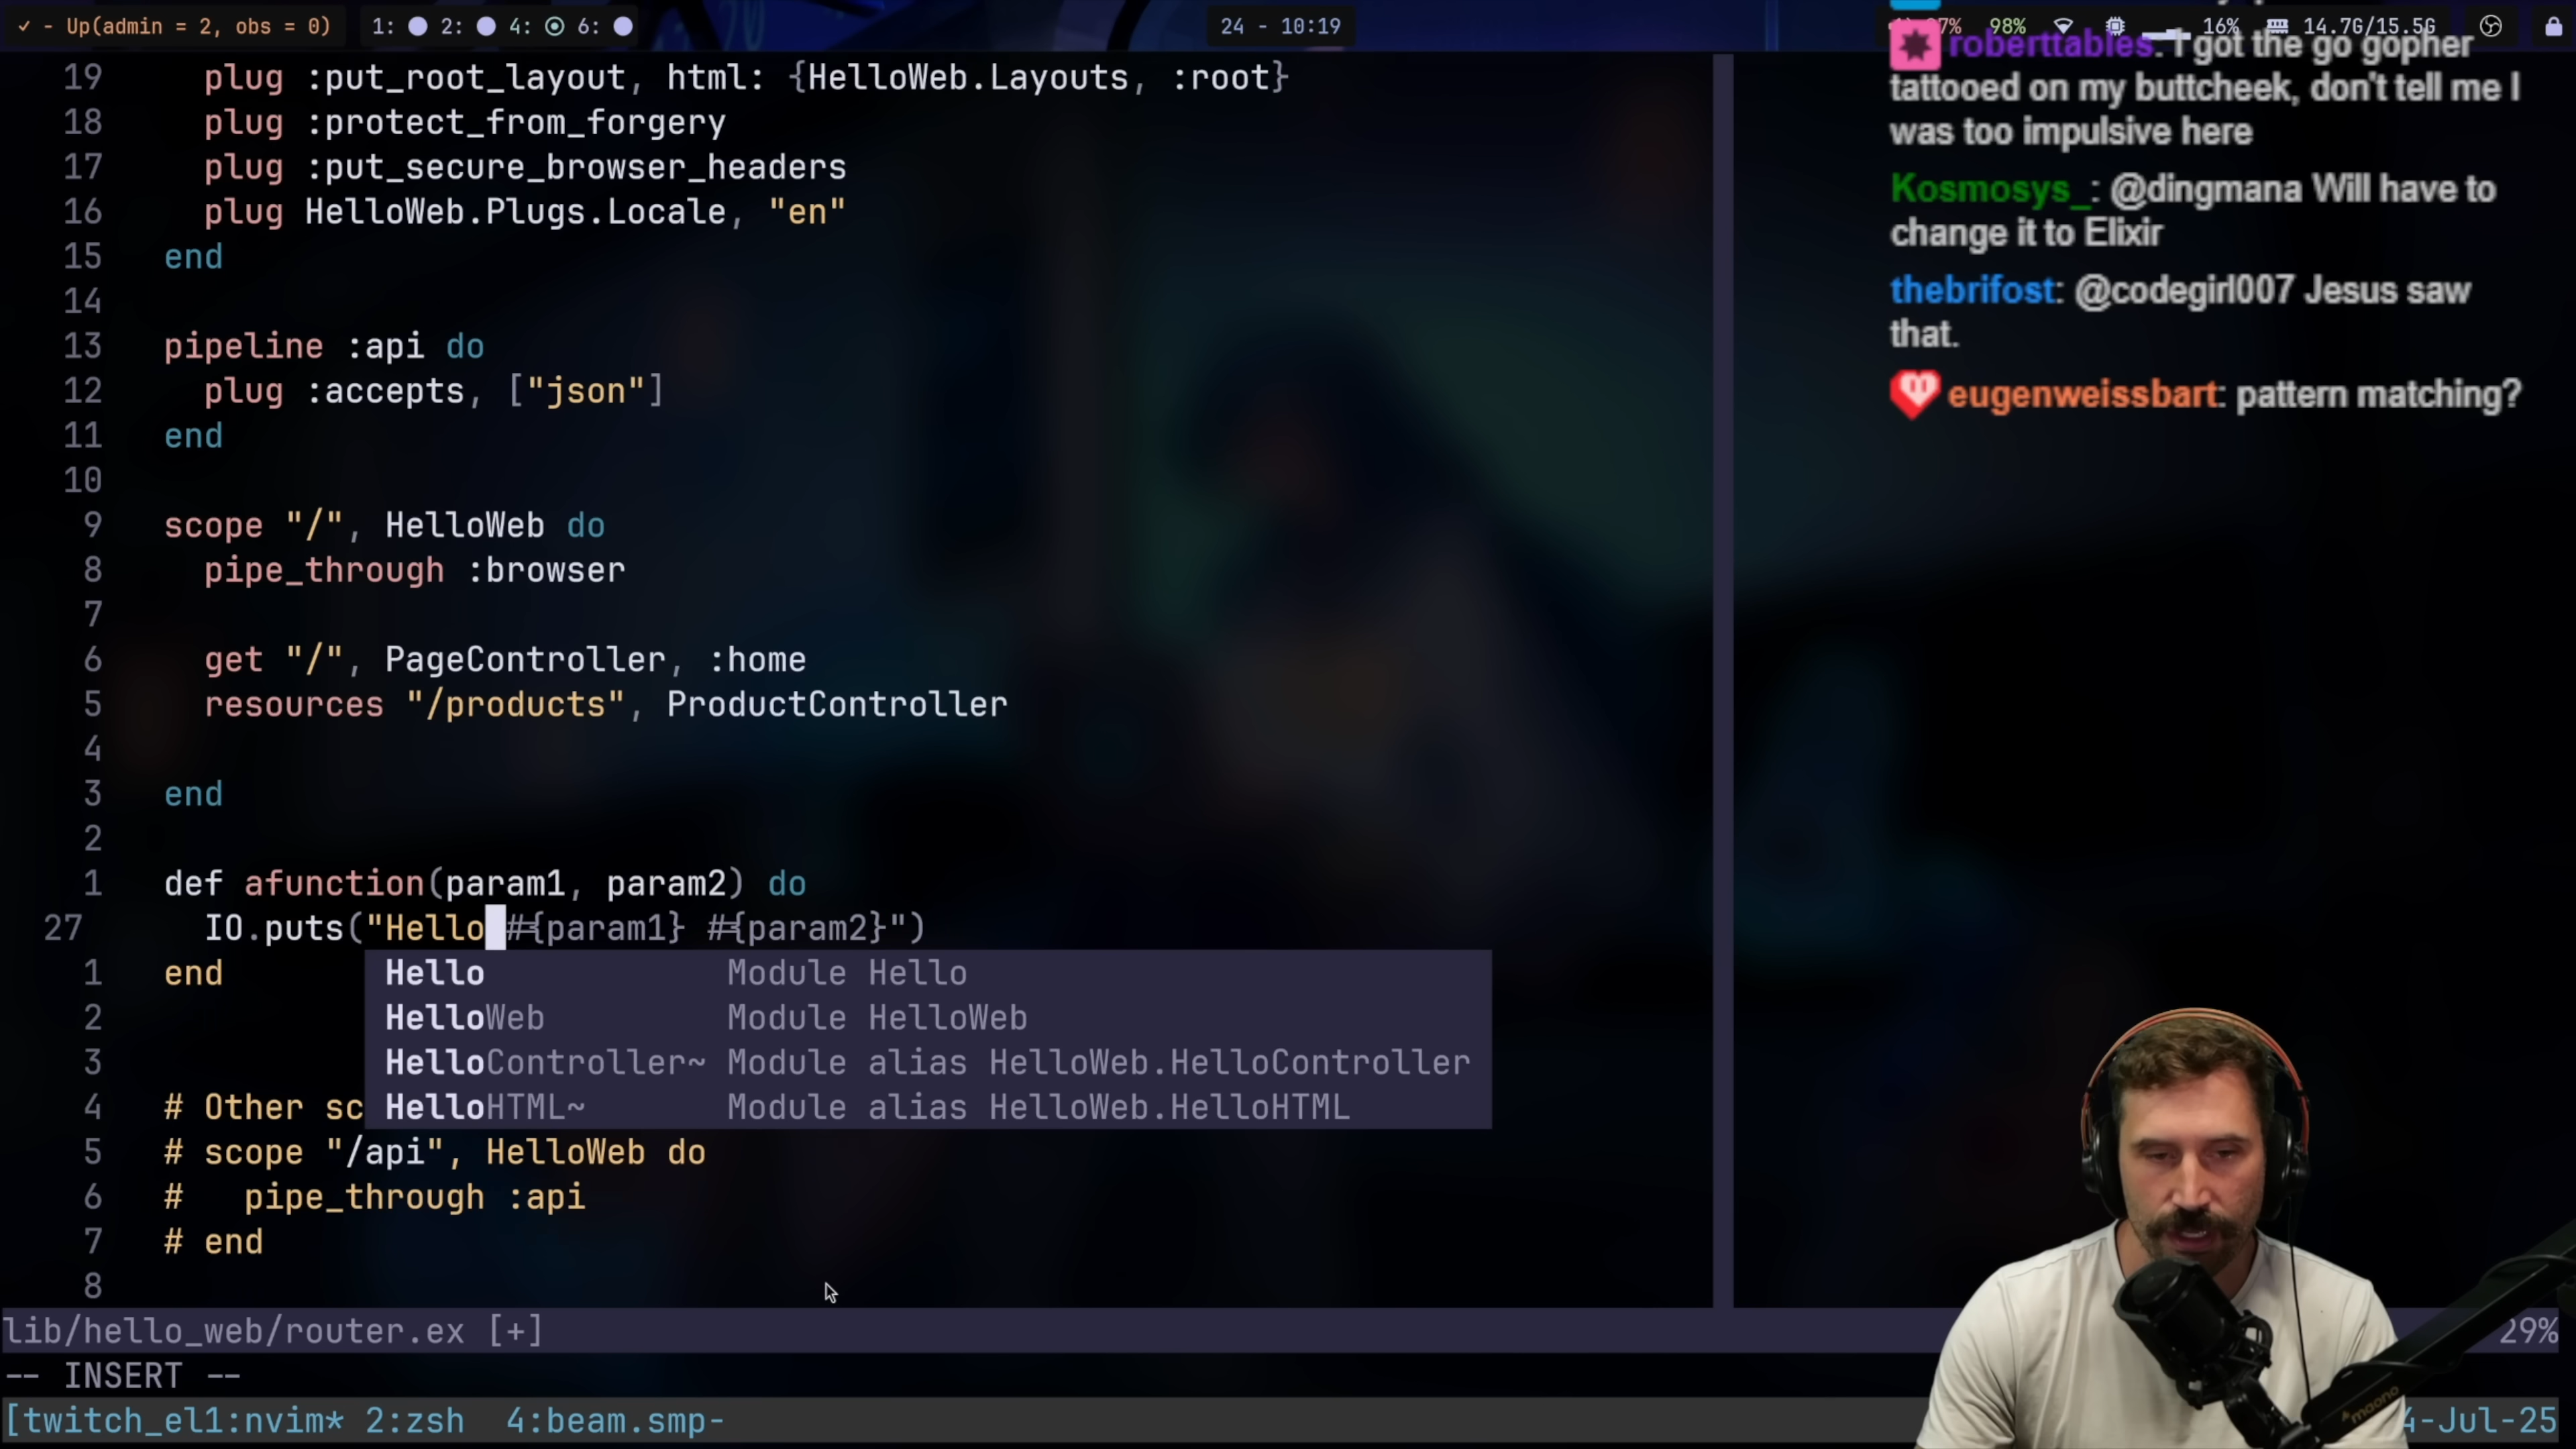 ✓ - Up(admin = 2, obs = 0) 1: 2: 4: 6: 24 - 10:19 98% 16% 14.7G/15.5G
19 plug :put_root_layout, html: {HelloWeb.Layouts, :root}
18 plug :protect_from_forgery
17 plug :put_secure_browser_headers
16 plug HelloWeb.Plugs.Locale, "en"
15 end
14
13 pipeline :api do
12 plug :accepts, ["json"]
11 end
10
9 scope "/", HelloWeb do
8 pipe_through :browser
7
6 get "/", PageController, :home
5 resources "/products", ProductController
4
3 end
2
1 def afunction(param1, param2) do
27 IO.puts("Hello #{param1} #{param2}")
1 end Hello Module Hello
2 HelloWeb Module HelloWeb
3 HelloController~ Module alias HelloWeb.HelloController
4 # Other sc HelloHTML~ Module alias HelloWeb.HelloHTML
5 # scope "/api", HelloWeb do
6 # pipe_through :api
7 # end
8
lib/hello_web/router.ex [+] 29%
-- INSERT --
[twitch_el1:nvim* 2:zsh 4:beam.smp- 4-Jul-25
roberttables: I got the go gopher
tattooed on my buttcheek, don't tell me I
was too impulsive here
Kosmosys_: @dingmana Will have to
change it to Elixir
thebrifost: @codegirl007 Jesus saw
that.
eugenweissbart: pattern matching?
maono